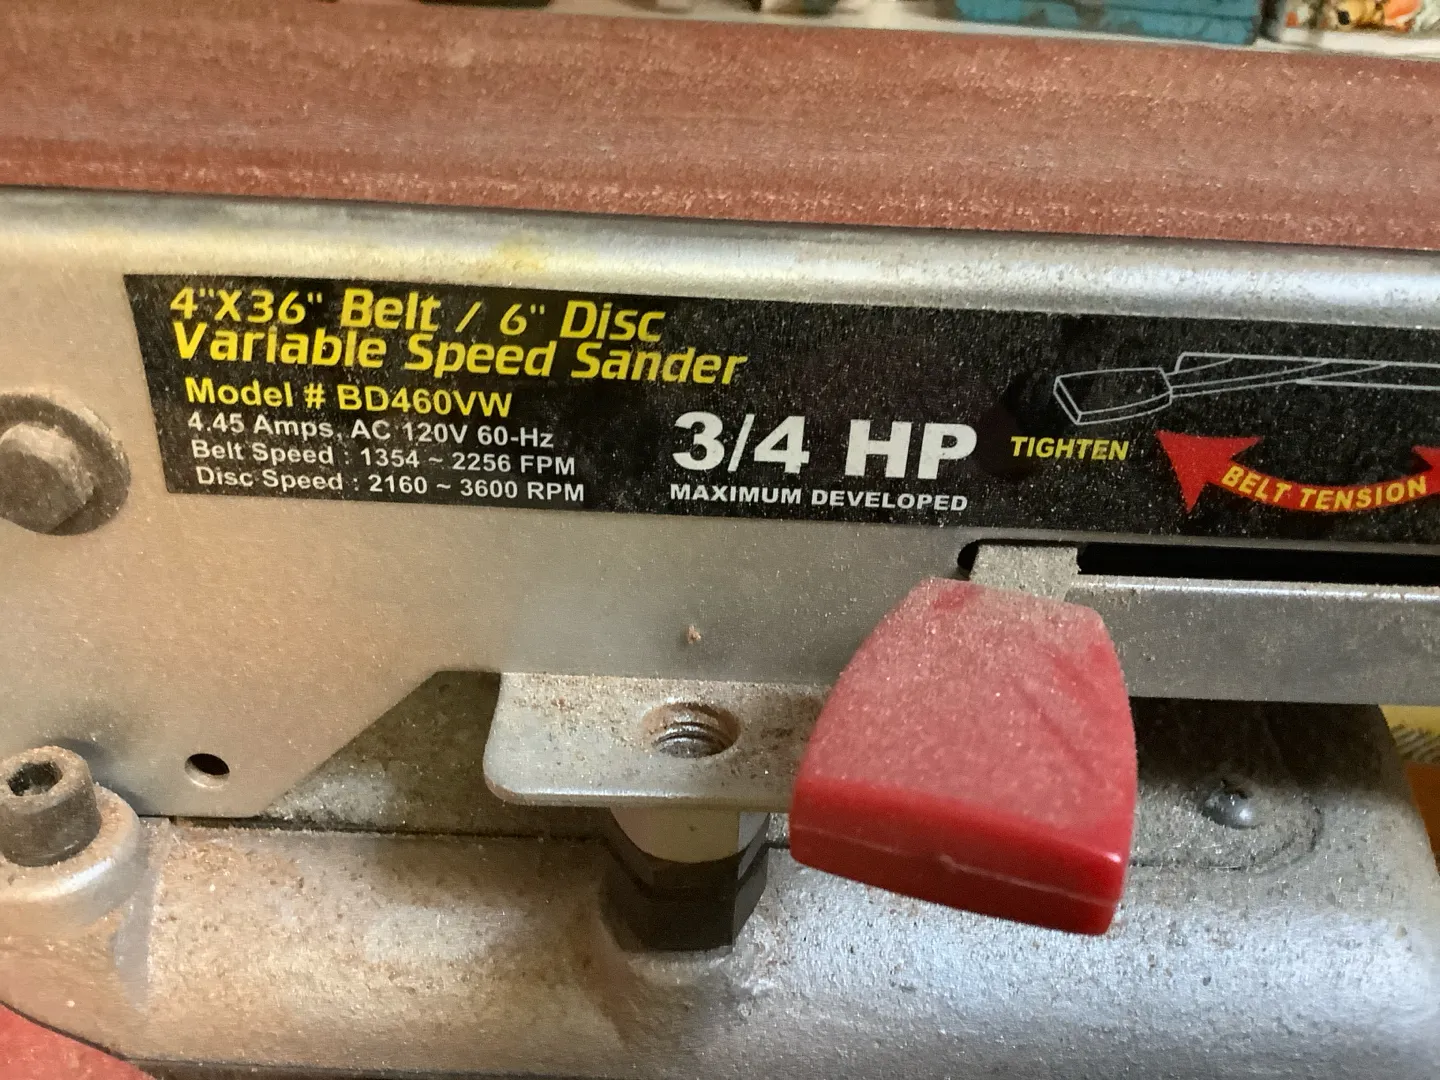 4"X36" Belt / 6" Disc
Variable Speed Sander
Model # BD460VW
4.45 Amps, AC 120V 60-Hz
Belt Speed : 1354 ~ 2256 FPM
Disc Speed : 2160 ~ 3600 RPM
3/4 HP
MAXIMUM DEVELOPED
TIGHTEN
BELT TENSION